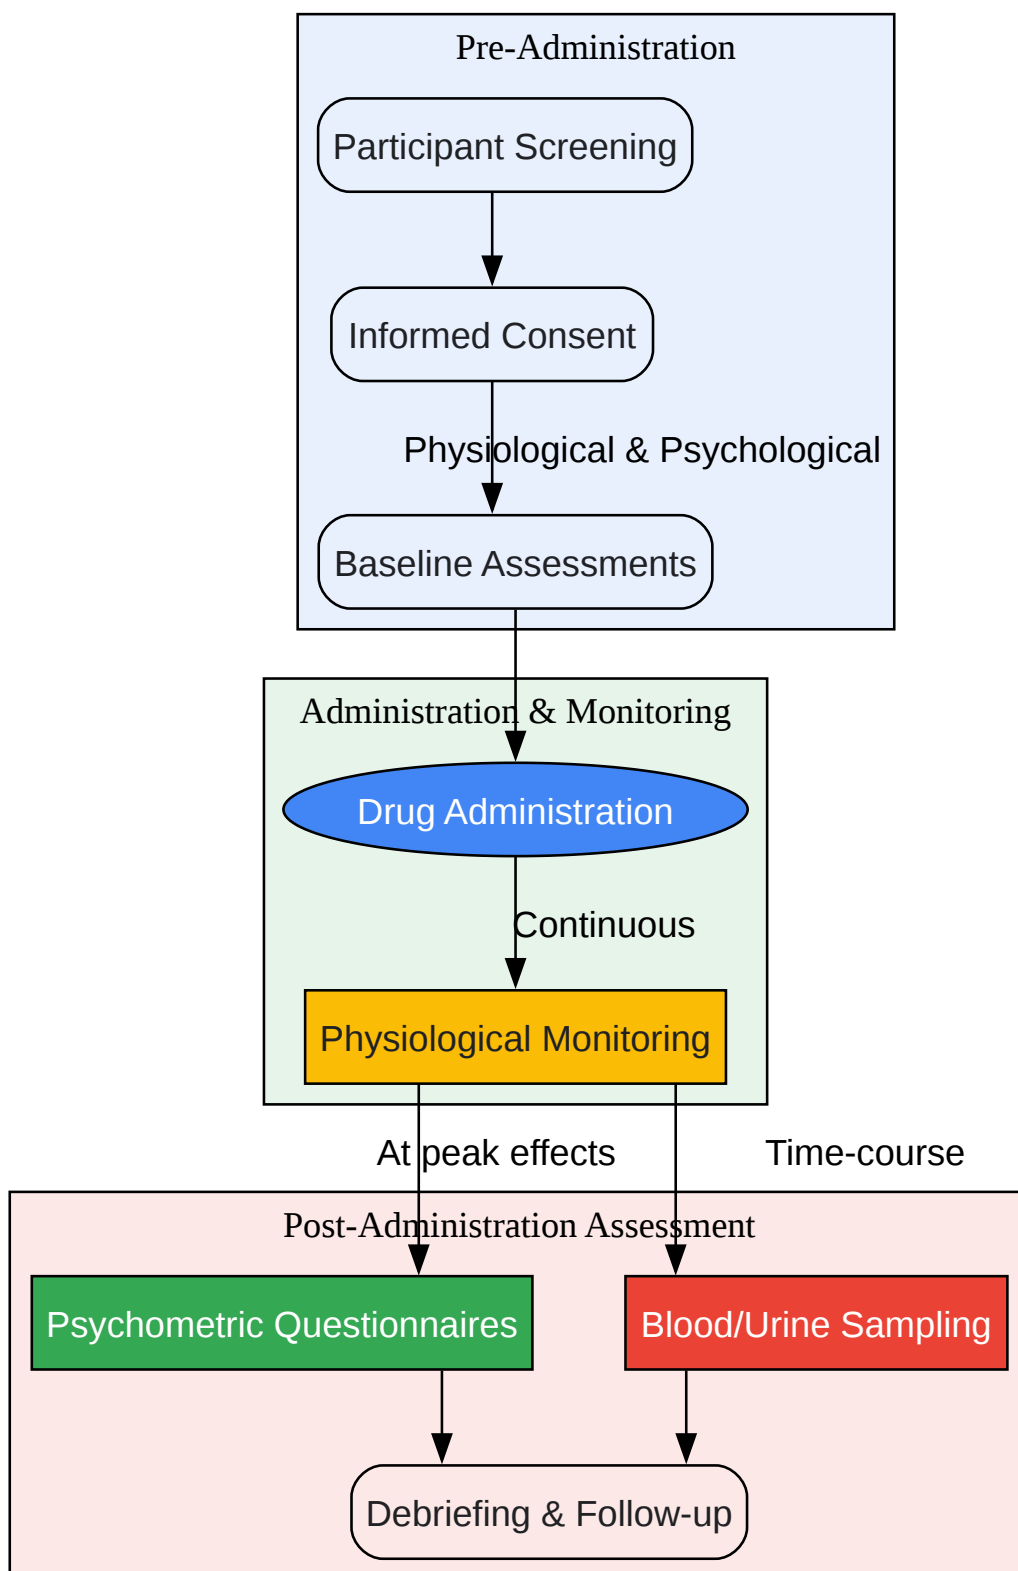 Pre-Administration
Participant Screening
Informed Consent
Physiological & Psychological
Baseline Assessments
Administration & Monitoring
Drug Administration
Continuous
Physiological Monitoring
At peak effects
Time-course
Post-Administration Assessment
Psychometric Questionnaires
Blood/Urine Sampling
Debriefing & Follow-up